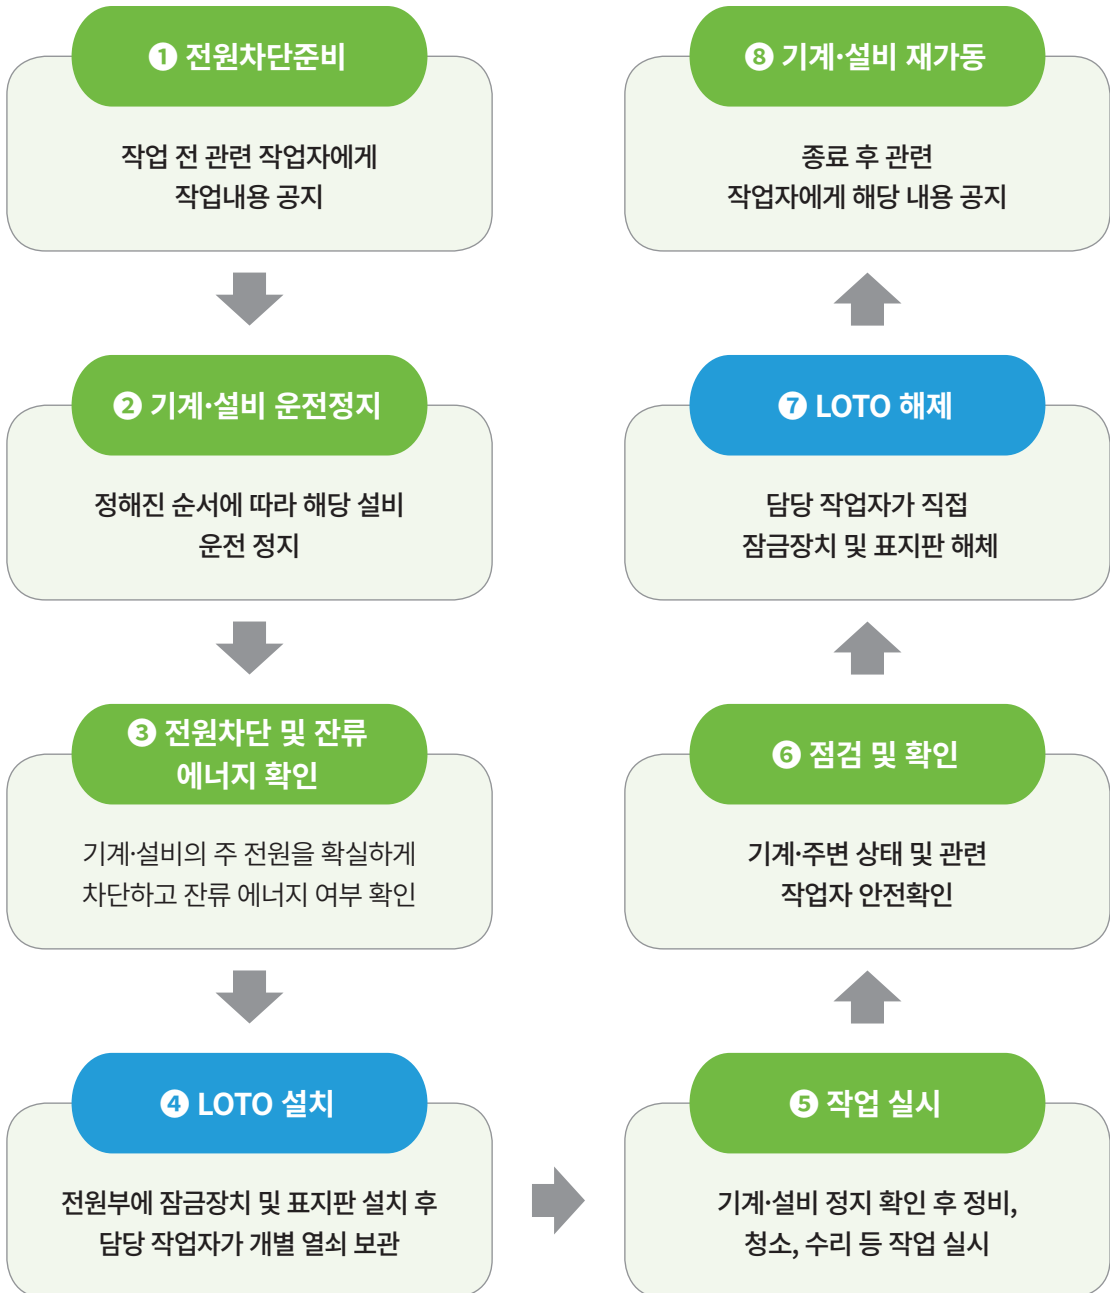 ❶ 전원차단준비
작업 전 관련 작업자에게
작업내용 공지
❷ 기계·설비 운전정지
정해진 순서에 따라 해당 설비
운전 정지
❸ 전원차단 및 잔류
에너지 확인
기계·설비의 주 전원을 확실하게
차단하고 잔류 에너지 여부 확인
❹ LOTO 설치
전원부에 잠금장치 및 표지판 설치 후
담당 작업자가 개별 열쇠 보관
❺ 작업 실시
기계·설비 정지 확인 후 정비,
청소, 수리 등 작업 실시
❻ 점검 및 확인
기계·주변 상태 및 관련
작업자 안전확인
❼ LOTO 해제
담당 작업자가 직접
잠금장치 및 표지판 해체
❽ 기계·설비 재가동
종료 후 관련
작업자에게 해당 내용 공지